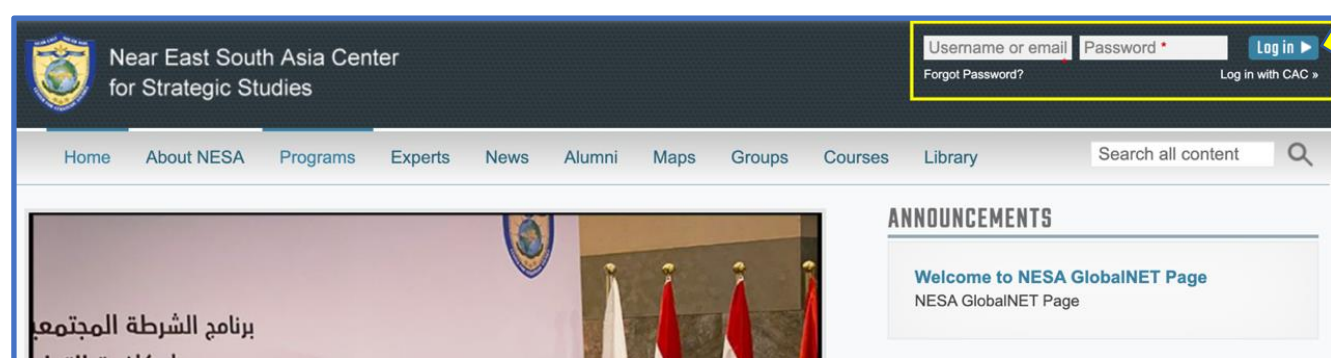 Near East South Asia Center
for Strategic Studies
Username or email *
Password *
Log in
Forgot Password?
Log in with CAC »
Home About NESA Programs Experts News Alumni Maps Groups Courses Library
Search all content
ANNOUNCEMENTS
Welcome to NESA GlobalNET Page
NESA GlobalNET Page
برنامج الشرطة المجتمعي